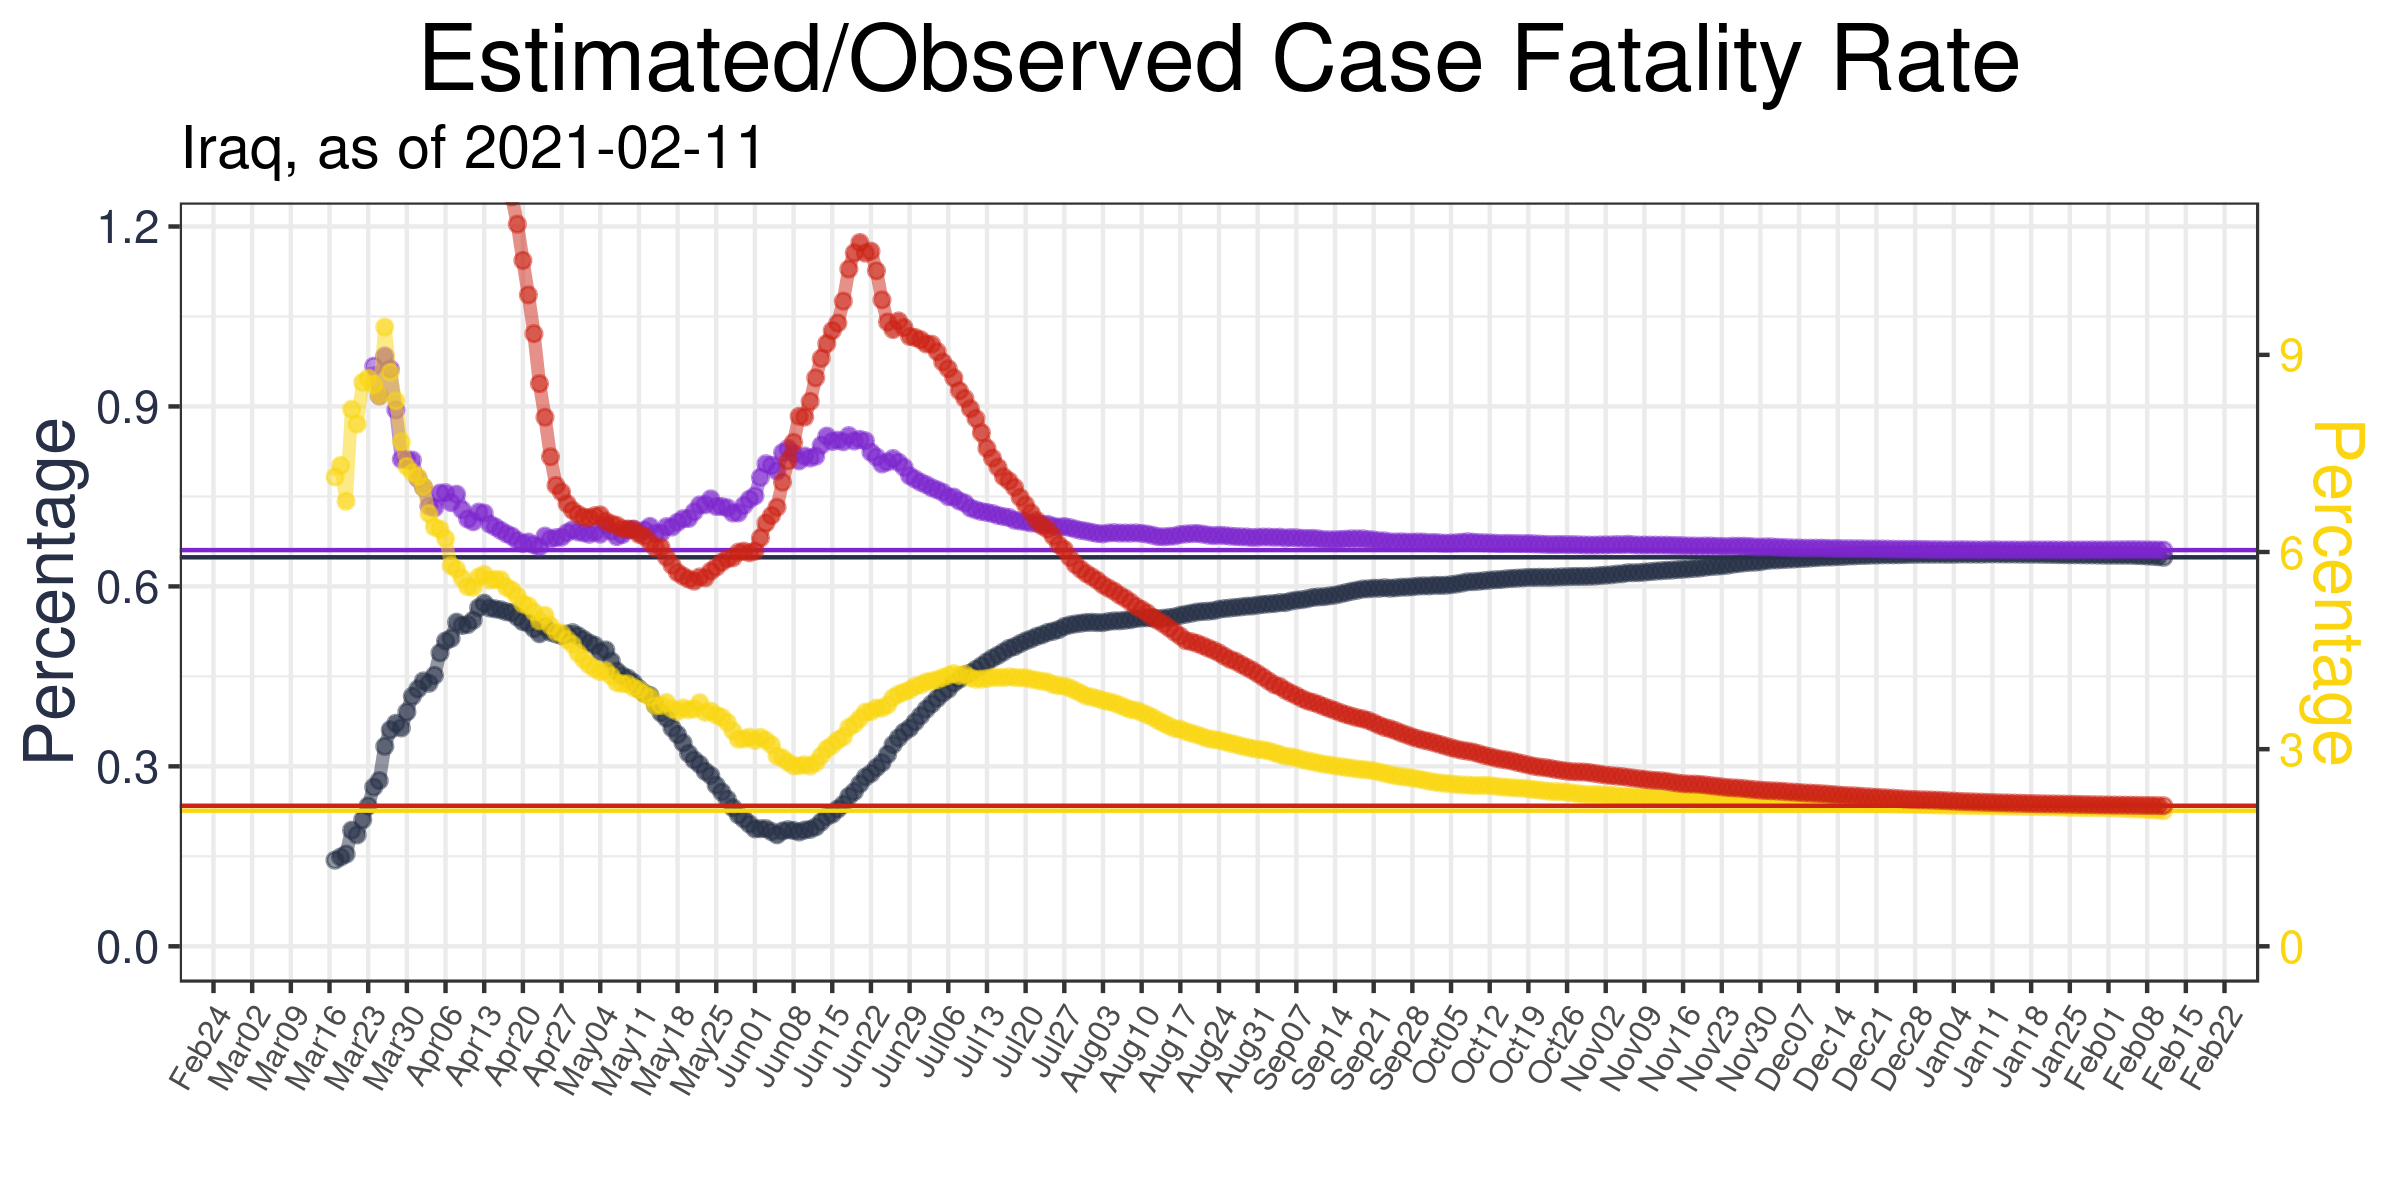 Estimated/Observed Case Fatality Rate
Iraq, as of 2021-02-11
Percentage
1.2
0.9
0.6
0.3
0.0
9
6
3
0
Percentage
Feb24
Mar02
Mar09
Mar16
Mar23
Mar30
Apr06
Apr13
Apr20
Apr27
May04
May11
May18
May25
Jun01
Jun08
Jun15
Jun22
Jun29
Jul06
Jul13
Jul20
Jul27
Aug03
Aug10
Aug17
Aug24
Aug31
Sep07
Sep14
Sep21
Sep28
Oct05
Oct12
Oct19
Oct26
Nov02
Nov09
Nov16
Nov23
Nov30
Dec07
Dec14
Dec21
Dec28
Jan04
Jan11
Jan18
Jan25
Feb01
Feb08
Feb15
Feb22